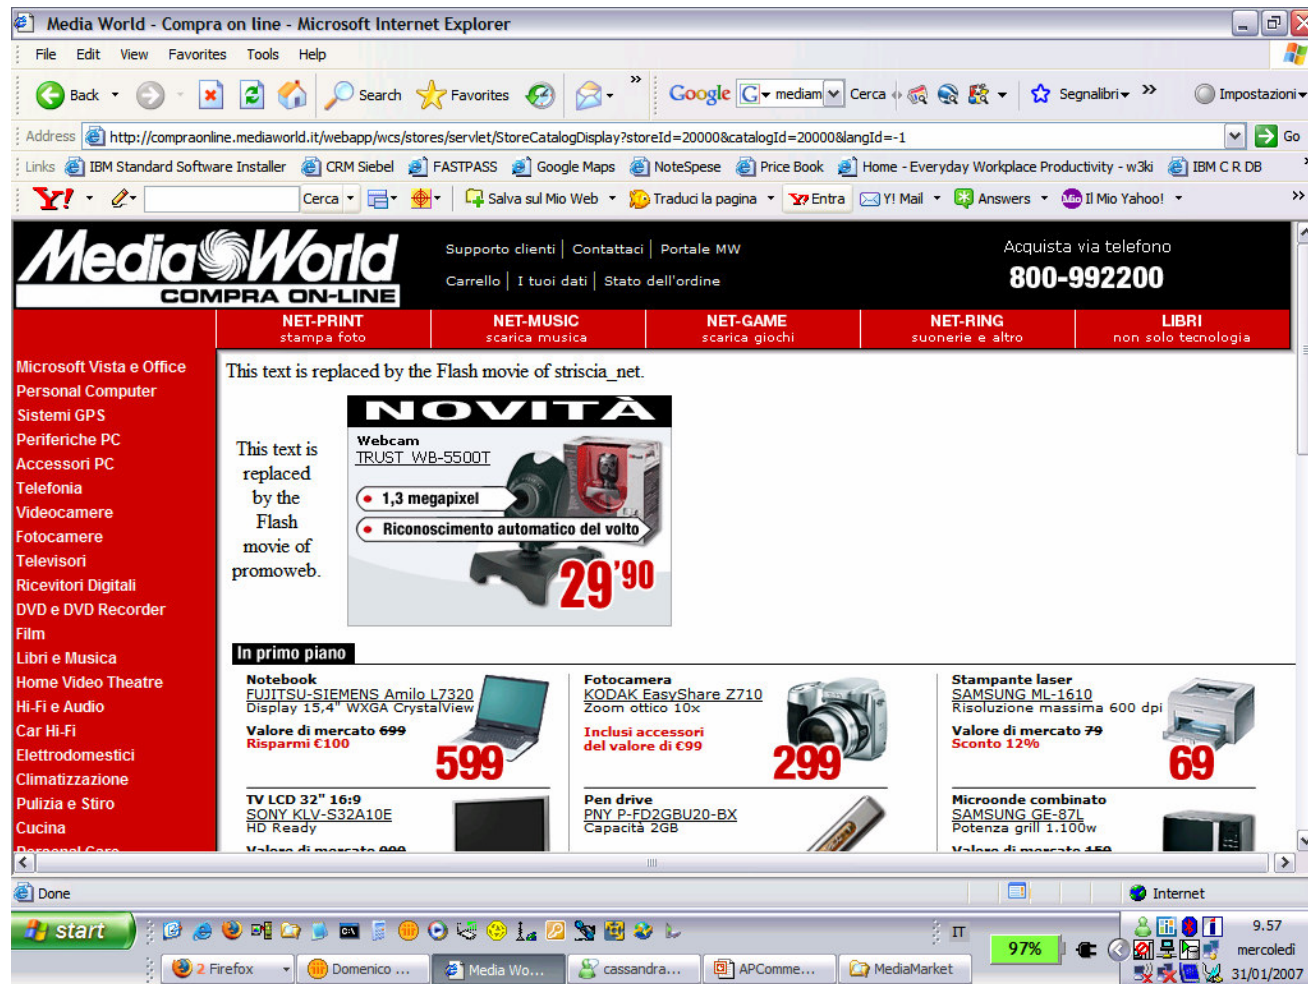 Media World - Compra on line - Microsoft Internet Explorer
File Edit View Favorites Tools Help
Back Search Favorites » Google G mediam Cerca Segnalibri » Impostazioni
Address http://compraonline.mediaworld.it/webapp/wcs/stores/servlet/StoreCatalogDisplay?storeId=20000&catalogId=20000&langId=-1 Go
Links IBM Standard Software Installer CRM Siebel FASTPASS Google Maps NoteSpese Price Book Home - Everyday Workplace Productivity - w3ki IBM C R DB
Y! Cerca Salva sul Mio Web Traduci la pagina Entra Y! Mail Answers Il Mio Yahoo! »
Media World
COMPRA ON-LINE
Supporto clienti | Contattaci | Portale MW
Carrello | I tuoi dati | Stato dell'ordine
Acquista via telefono
800-992200
NET-PRINT
stampa foto
NET-MUSIC
scarica musica
NET-GAME
scarica giochi
NET-RING
suonerie e altro
LIBRI
non solo tecnologia
Microsoft Vista e Office
Personal Computer
Sistemi GPS
Periferiche PC
Accessori PC
Telefonia
Videocamere
Fotocamere
Televisori
Ricevitori Digitali
DVD e DVD Recorder
Film
Libri e Musica
Home Video Theatre
Hi-Fi e Audio
Car Hi-Fi
Elettrodomestici
Climatizzazione
Pulizia e Stiro
Cucina
Personal Care
This text is replaced by the Flash movie of striscia_net.
This text is
replaced
by the
Flash
movie of
promoweb.
NOVITÀ
Webcam
TRUST WB-5500T
1,3 megapixel
Riconoscimento automatico del volto
29'90
In primo piano
Notebook
FUJITSU-SIEMENS Amilo L7320
Display 15,4" WXGA CrystalView
Valore di mercato 699
Risparmi €100
599
Fotocamera
KODAK EasyShare Z710
Zoom ottico 10x
Inclusi accessori
del valore di €99
299
Stampante laser
SAMSUNG ML-1610
Risoluzione massima 600 dpi
Valore di mercato 79
Sconto 12%
69
TV LCD 32" 16:9
SONY KLV-S32A10E
HD Ready
Valore di mercato
Pen drive
PNY P-FD2GBU20-BX
Capacità 2GB
Microonde combinato
SAMSUNG GE-87L
Potenza grill 1.100w
Valore di mercato 159
Done Internet
start IT 97% 9.57
mercoledì
31/01/2007
2 Firefox Domenico ... Media Wo... cassandra... APComme... MediaMarket